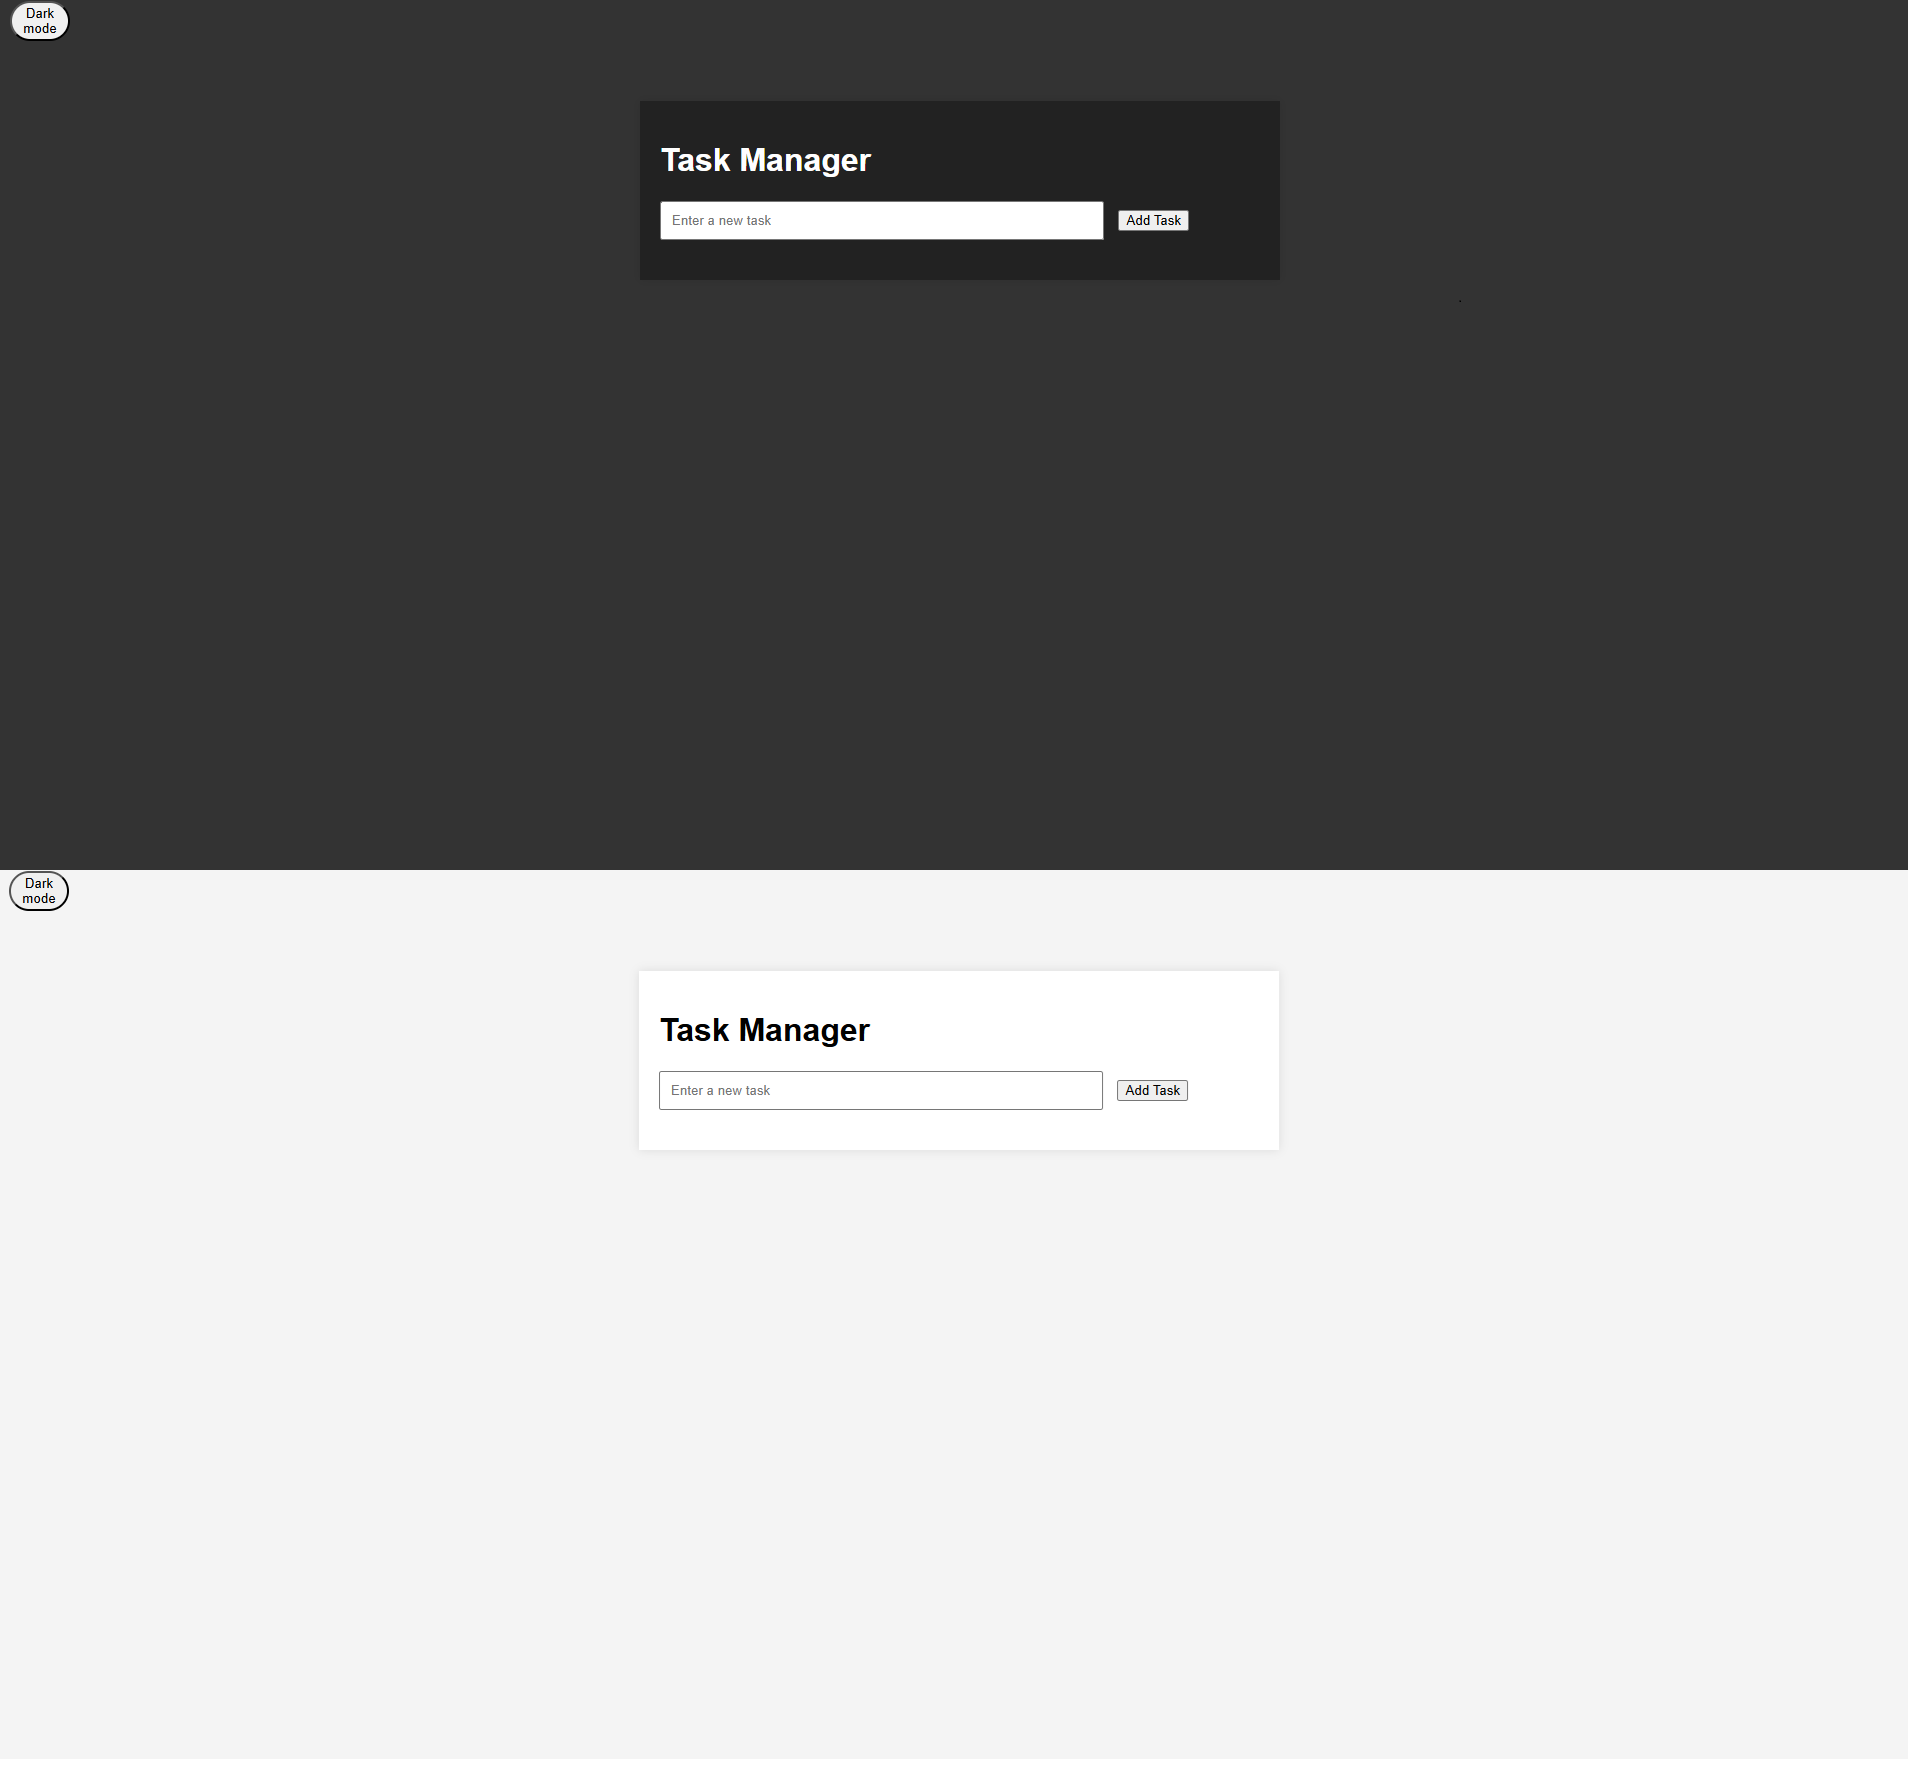 Dark
mode
Task Manager
Enter a new task
Add Task
Dark
mode
Task Manager
Enter a new task
Add Task